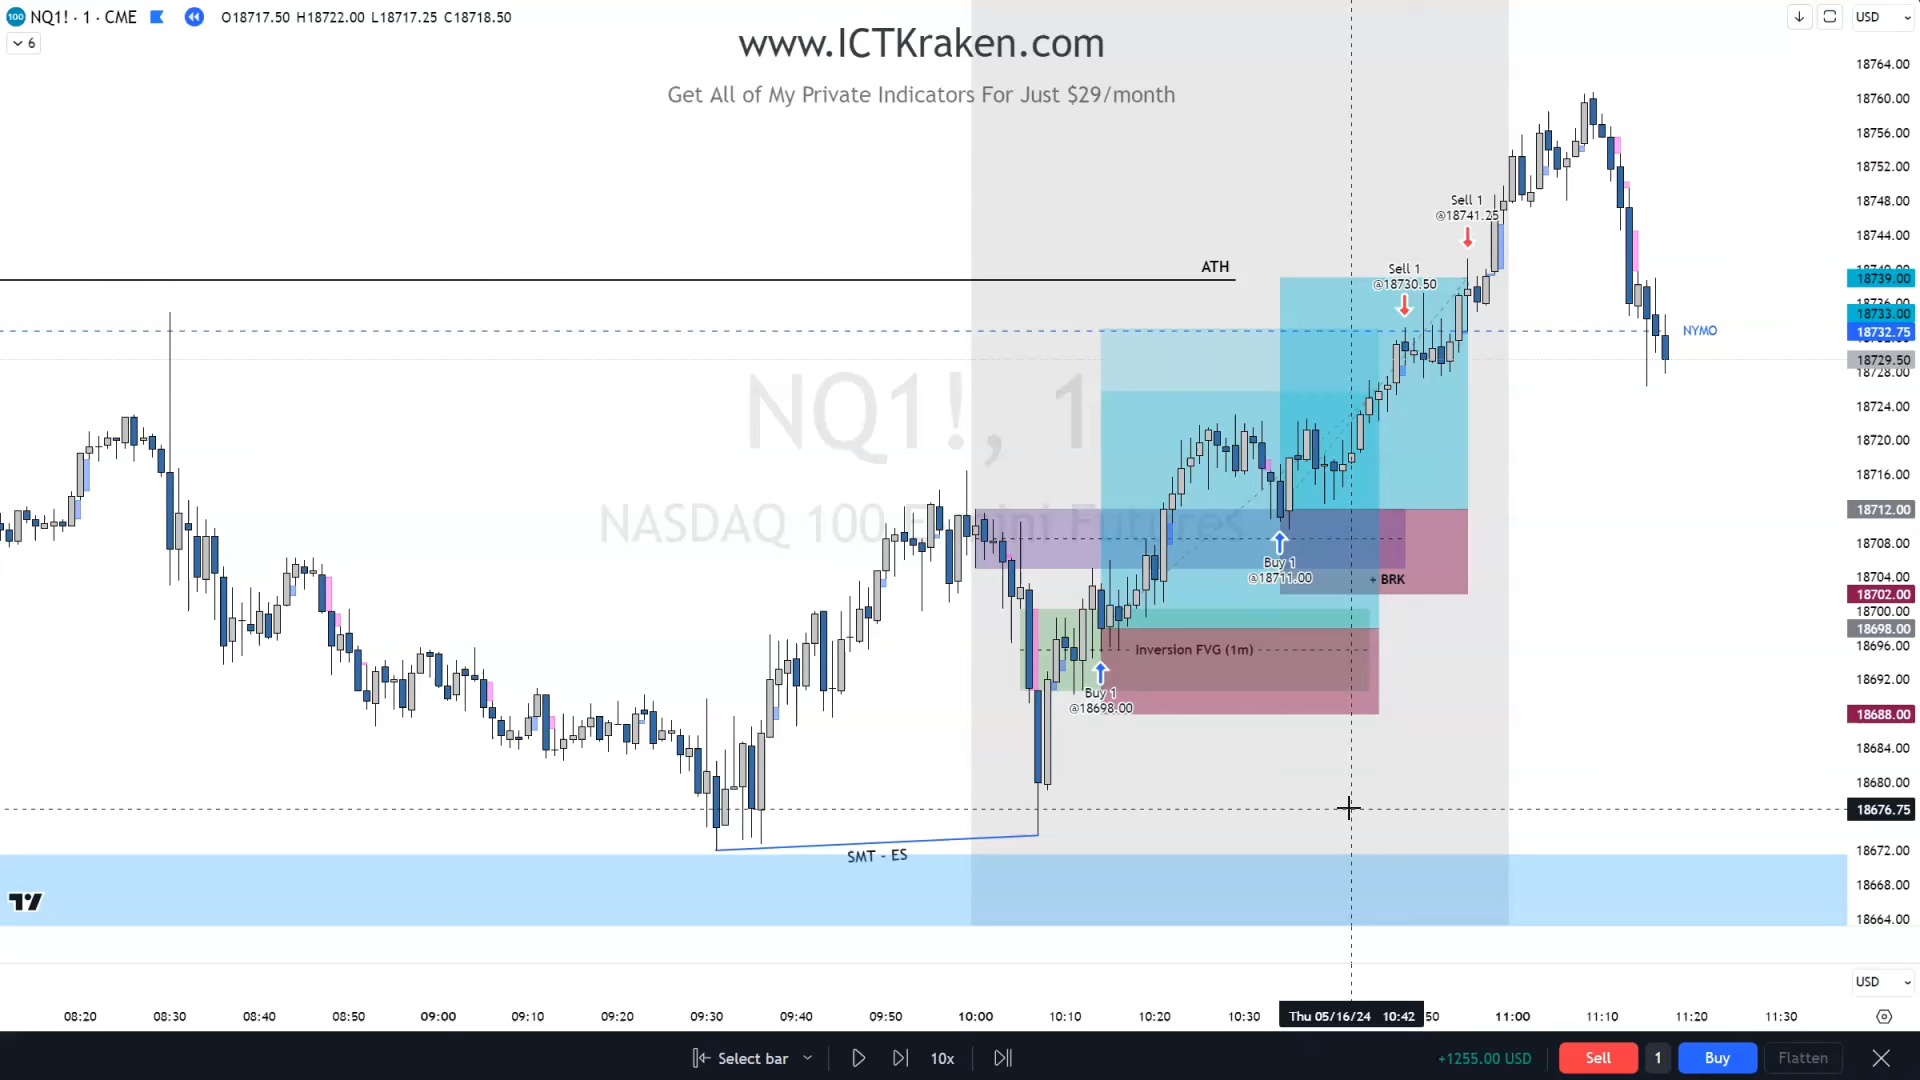 100 NQ1! · 1 · CME O18717.50 H18722.00 L18717.25 C18718.50
6
www.ICTKraken.com
Get All of My Private Indicators For Just $29/month
USD
18764.00
18760.00
18756.00
18752.00
18748.00
18744.00
18739.00
18733.00
18732.75
18729.50
18728.00
18724.00
18720.00
18716.00
18712.00
18708.00
18704.00
18702.00
18700.00
18698.00
18696.00
18692.00
18688.00
18684.00
18680.00
18676.75
18672.00
18668.00
18664.00
USD
Sell 1
@18741.25
ATH
Sell 1
@18730.50
NYMO
NQ1!, 1
NASDAQ 100 E-mini Futures
Buy 1
@18711.00
+ BRK
Inversion FVG (1m)
Buy 1
@18698.00
SMT - ES
08:20 08:30 08:40 08:50 09:00 09:10 09:20 09:30 09:40 09:50 10:00 10:10 10:20 10:30 Thu 05/16/24 10:42 50 11:00 11:10 11:20 11:30
Select bar 10x +1255.00 USD Sell 1 Buy Flatten